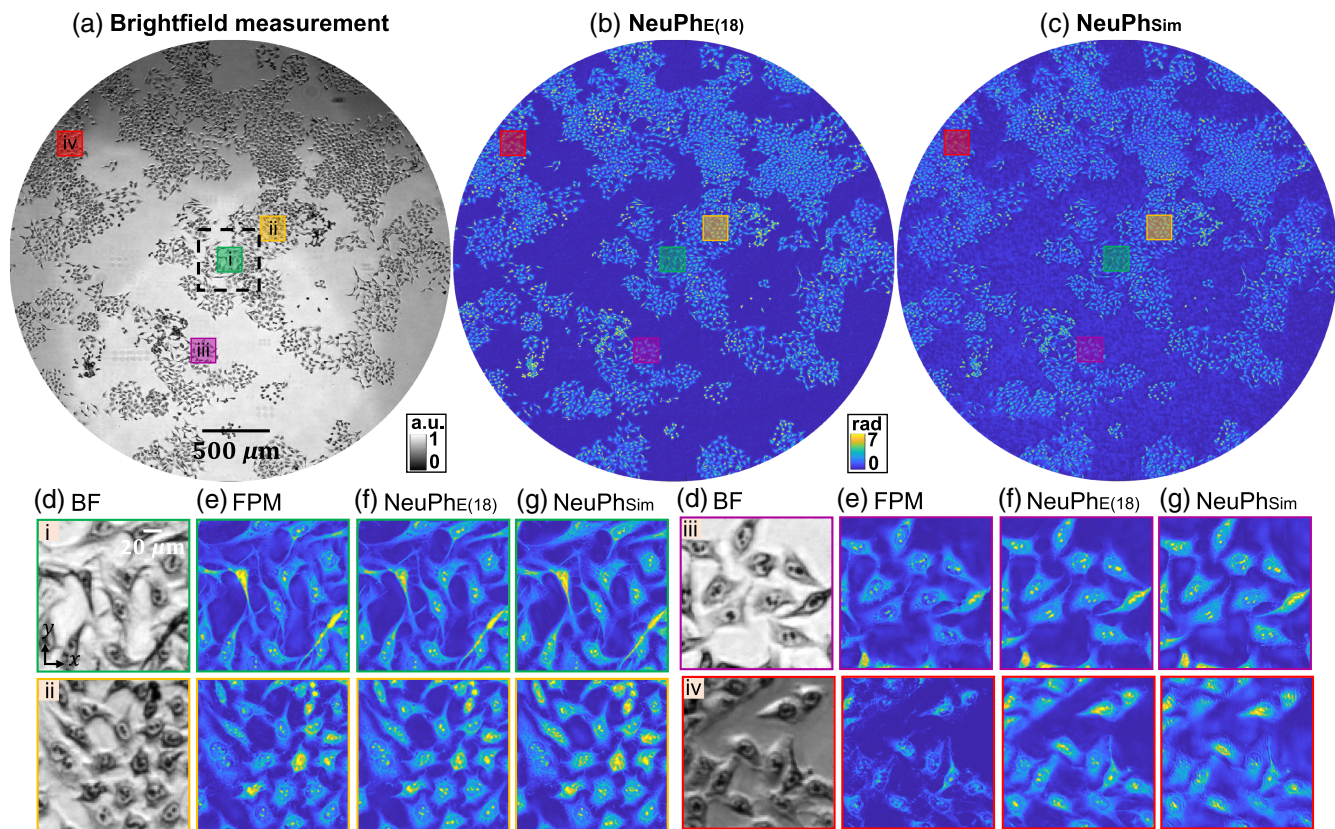 (a) Brightfield measurement
(b) NeuPhE(18)
(c) NeuPhSim
iv
ii
i
iii
500 μm
a.u.
1
0
rad
7
0
(d) BF
(e) FPM
(f) NeuPhE(18)
(g) NeuPhSim
(d) BF
(e) FPM
(f) NeuPhE(18)
(g) NeuPhSim
i
20 μm
y
x
iii
ii
iv